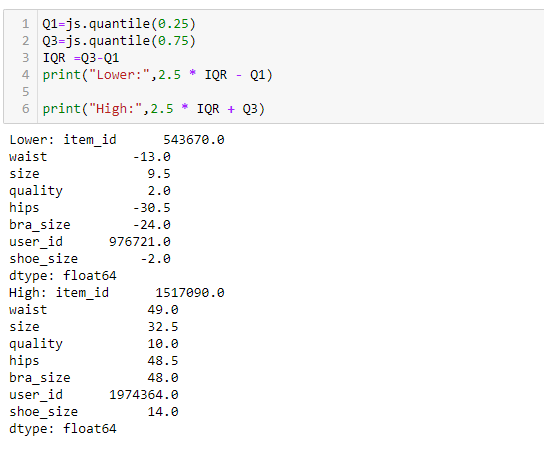 1 Q1=js.quantile(0.25)
2 Q3=js.quantile(0.75)
3 IQR =Q3-Q1
4 print("Lower:",2.5 * IQR - Q1)
5
6 print("High:",2.5 * IQR + Q3)
Lower: item_id      543670.0
waist           -13.0
size              9.5
quality           2.0
hips            -30.5
bra_size        -24.0
user_id      976721.0
shoe_size        -2.0
dtype: float64
High: item_id      1517090.0
waist             49.0
size              32.5
quality           10.0
hips              48.5
bra_size          48.0
user_id      1974364.0
shoe_size         14.0
dtype: float64